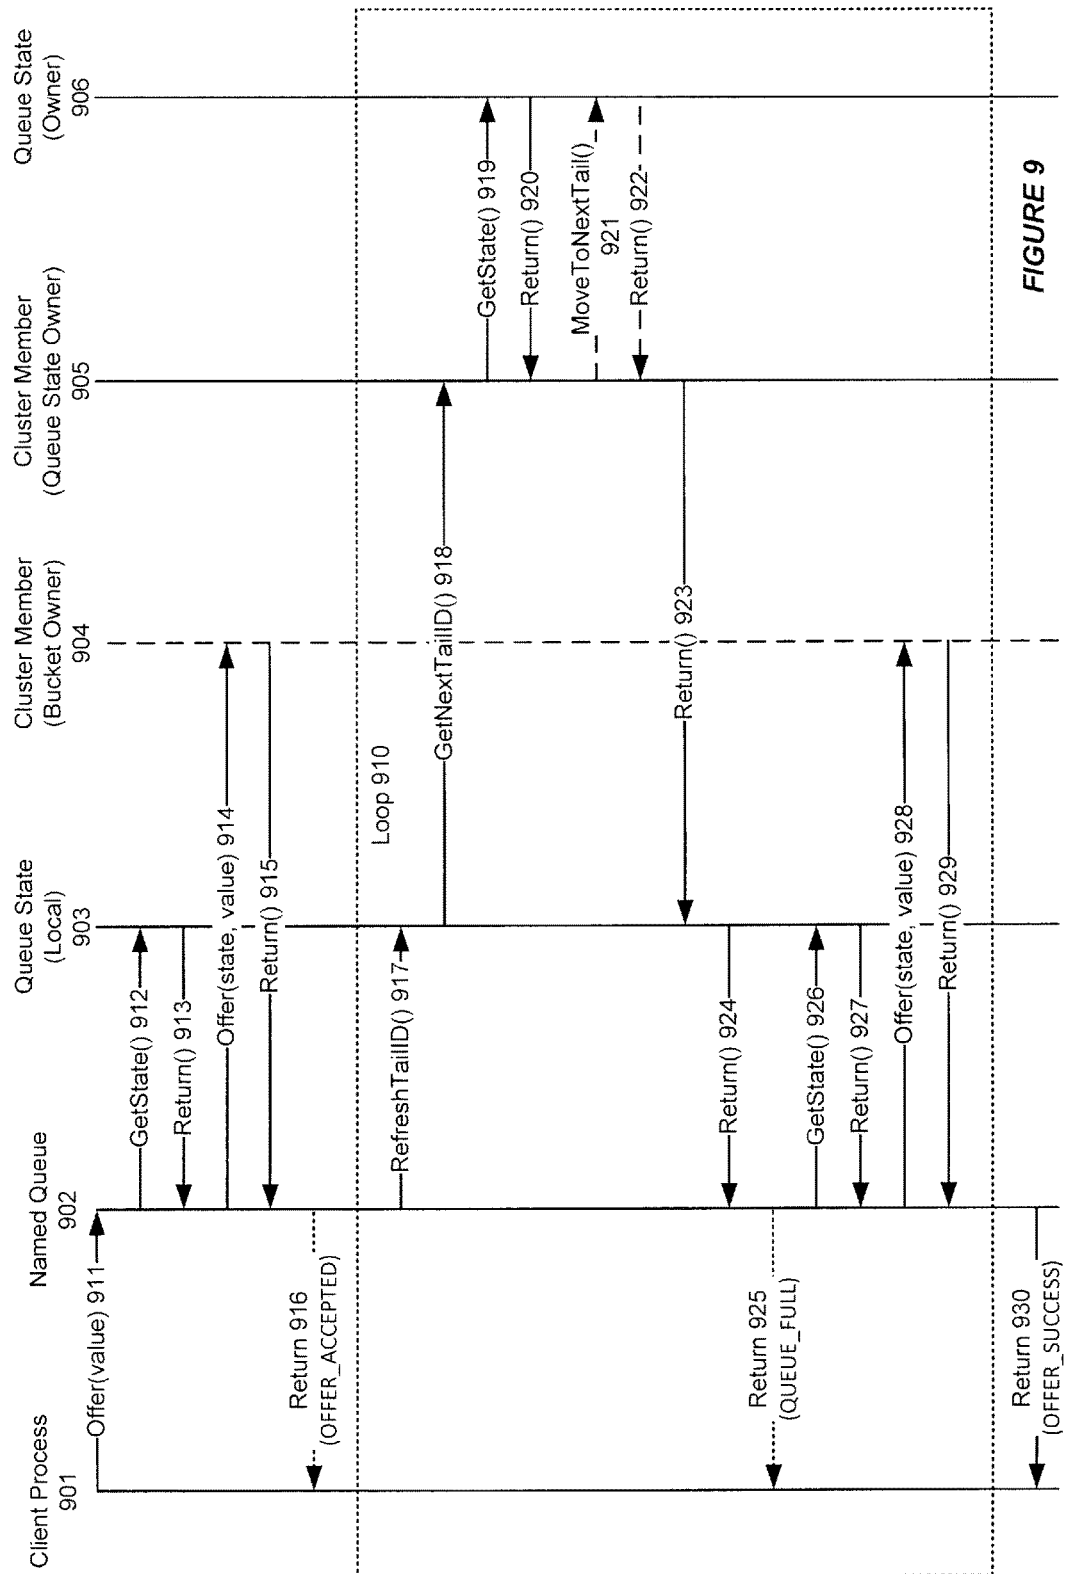 Client Process
901
Named Queue
902
Queue State
(Local)
903
Cluster Member
(Bucket Owner)
904
Cluster Member
(Queue State Owner)
905
Queue State
(Owner)
906
Offer(value) 911
GetState() 912
Return() 913
Offer(state, value) 914
Return() 915
Return 916
(OFFER_ACCEPTED)
Loop 910
RefreshTailID() 917
GetNextTailID() 918
GetState() 919
Return() 920
MoveToNextTail()
921
Return() 922
Return() 923
Return() 924
Return 925
(QUEUE_FULL)
GetState() 926
Return() 927
Offer(state, value) 928
Return() 929
Return 930
(OFFER_SUCCESS)
FIGURE 9